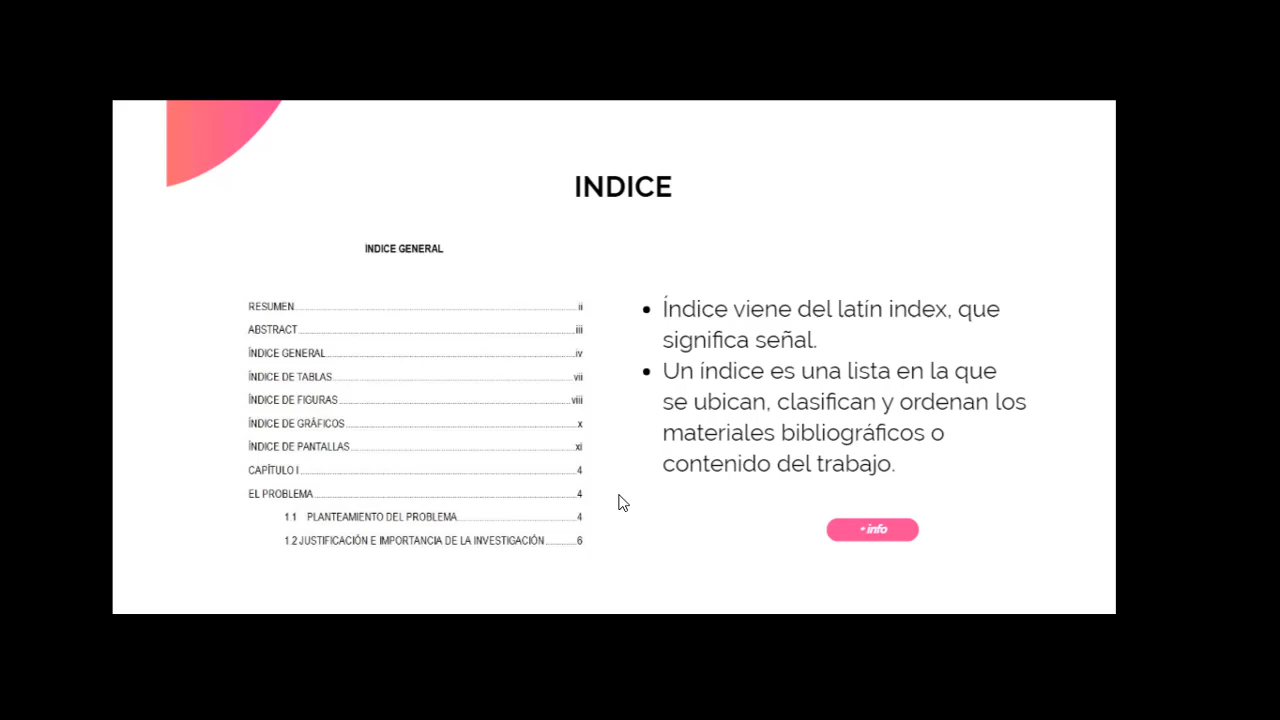 INDICE
ÍNDICE GENERAL
RESUMEN ii
ABSTRACT iii
ÍNDICE GENERAL iv
ÍNDICE DE TABLAS vii
ÍNDICE DE FIGURAS viii
ÍNDICE DE GRÁFICOS x
ÍNDICE DE PANTALLAS xi
CAPÍTULO I 4
EL PROBLEMA 4
1.1 PLANTEAMIENTO DEL PROBLEMA 4
1.2 JUSTIFICACIÓN E IMPORTANCIA DE LA INVESTIGACIÓN 6
• Índice viene del latín index, que
significa señal.
• Un índice es una lista en la que
se ubican, clasifican y ordenan los
materiales bibliográficos o
contenido del trabajo.
• info